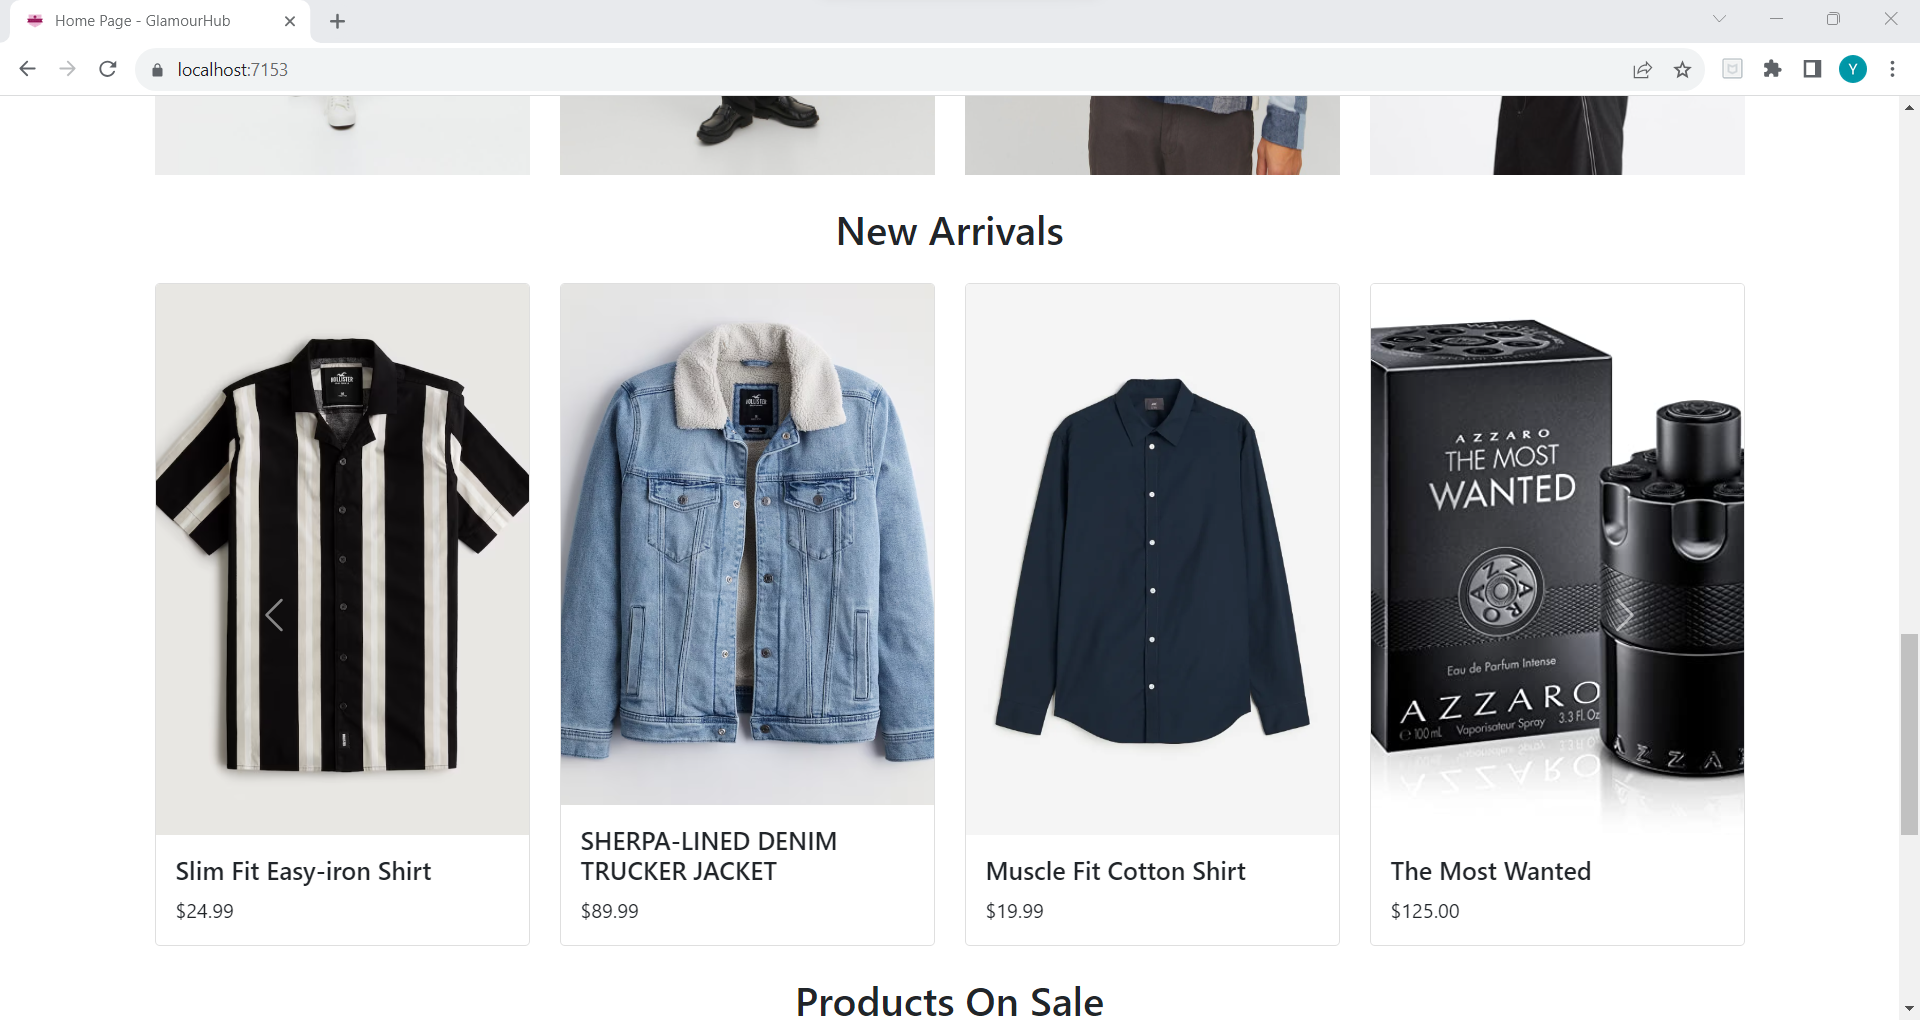 Home Page - GlamourHub
localhost:7153
Y
New Arrivals
HOLLISTER
HOLLISTER
AZZARO
THE MOST
WANTED
AZZARO
Eau de Parfum Intense
AZZARO
℮ 100 mL Vaporisateur Spray 3.3 Fl. Oz
AZZA
Slim Fit Easy-iron Shirt
$24.99
SHERPA-LINED DENIM
TRUCKER JACKET
$89.99
Muscle Fit Cotton Shirt
$19.99
The Most Wanted
$125.00
Products On Sale